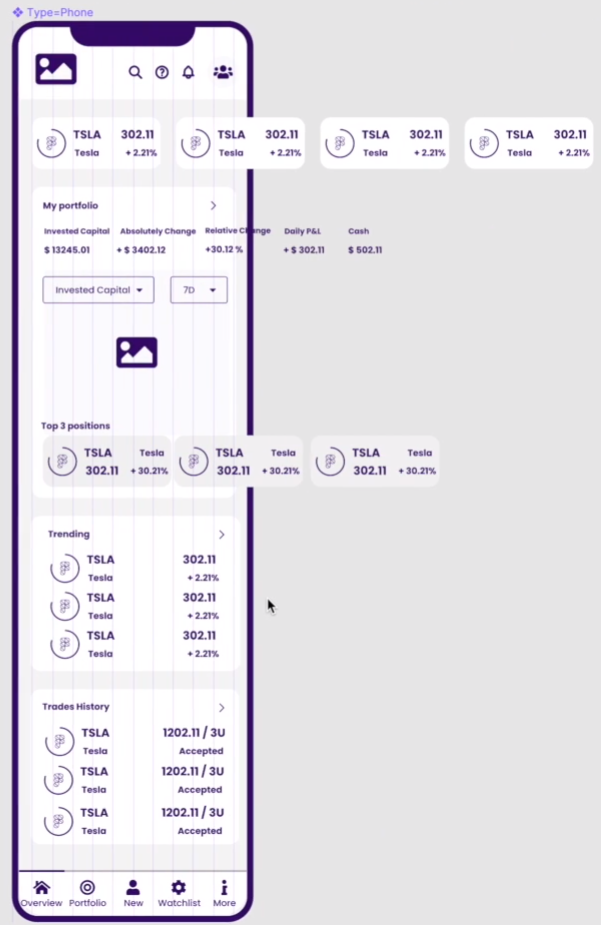 Type=Phone
TSLA 302.11 TSLA 302.11 TSLA 302.11 TSLA 302.11
Tesla + 2.21% Tesla + 2.21% Tesla + 2.21% Tesla + 2.21%
My portfolio
Invested Capital Absolutely Change Relative Change Daily P&L Cash
$ 13245.01 + $ 3402.12 +30.12 % + $ 302.11 $ 502.11
Invested Capital 7D
Top 3 positions
TSLA Tesla TSLA Tesla TSLA Tesla
302.11 + 30.21% 302.11 + 30.21% 302.11 + 30.21%
Trending
TSLA 302.11
Tesla + 2.21%
TSLA 302.11
Tesla + 2.21%
TSLA 302.11
Tesla + 2.21%
Trades History
TSLA 1202.11 / 3U
Tesla Accepted
TSLA 1202.11 / 3U
Tesla Accepted
TSLA 1202.11 / 3U
Tesla Accepted
Overview Portfolio New Watchlist More